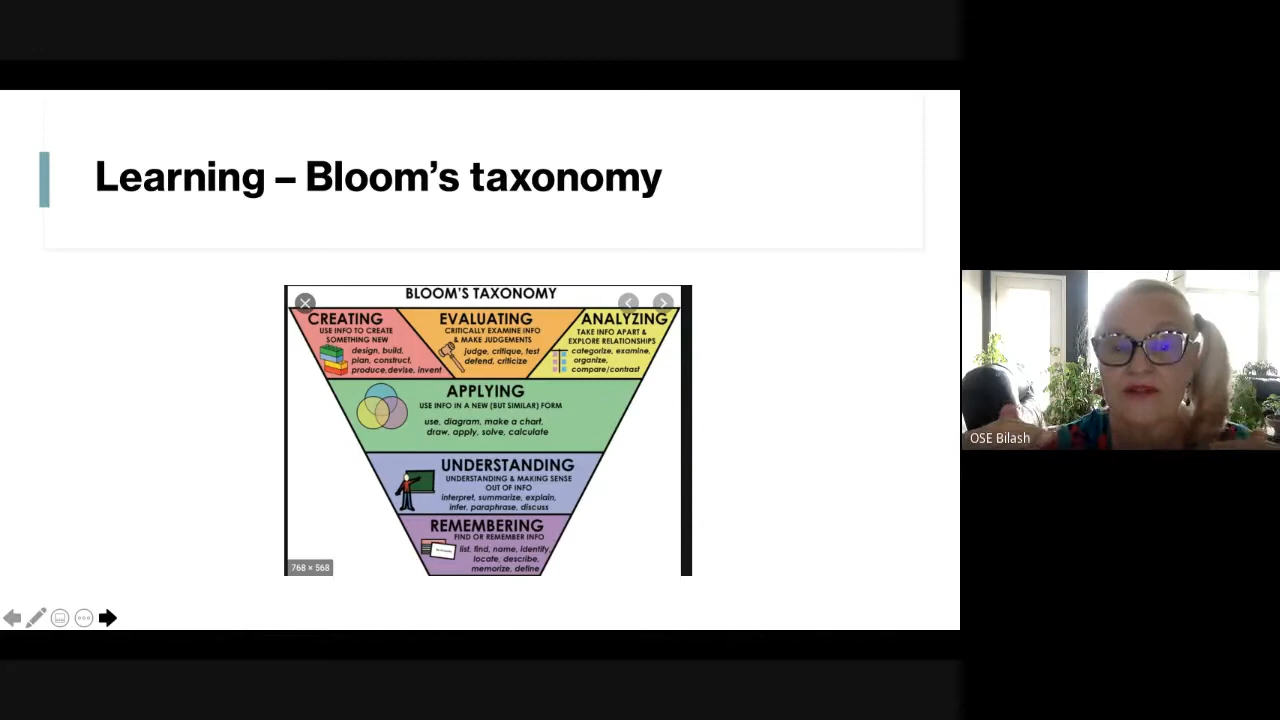 Learning – Bloom’s taxonomy
BLOOM'S TAXONOMY
CREATING
USE INFO TO CREATE
SOMETHING NEW
design, build,
plan, construct,
produce,devise, invent
EVALUATING
CRITICALLY EXAMINE INFO
& MAKE JUDGEMENTS
judge, critique, test
defend, criticize
ANALYZING
TAKE INFO APART &
EXPLORE RELATIONSHIPS
categorize, examine,
organize,
compare/contrast
APPLYING
USE INFO IN A NEW (BUT SIMILAR) FORM
use, diagram, make a chart,
draw, apply, solve, calculate
UNDERSTANDING
UNDERSTANDING & MAKING SENSE
OUT OF INFO
interpret, summarize, explain,
infer, paraphrase, discuss
REMEMBERING
FIND OR REMEMBER INFO
list, find, name, identify,
locate, describe,
memorize, define
768 × 568
OSE Bilash